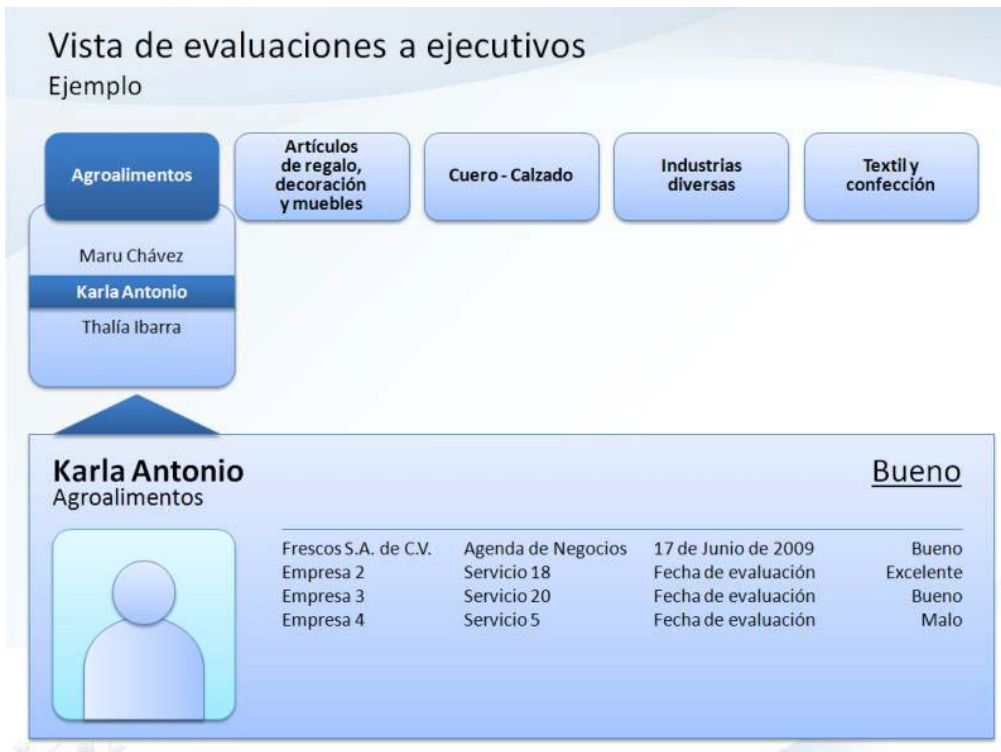 Vista de evaluaciones a ejecutivos
Ejemplo
Agroalimentos
Artículos
de regalo,
decoración
y muebles
Cuero - Calzado
Industrias
diversas
Textil y
confección
Maru Chávez
Karla Antonio
Thalía Ibarra
Karla Antonio
Agroalimentos
Bueno
Frescos S.A. de C.V. Agenda de Negocios 17 de Junio de 2009 Bueno
Empresa 2 Servicio 18 Fecha de evaluación Excelente
Empresa 3 Servicio 20 Fecha de evaluación Bueno
Empresa 4 Servicio 5 Fecha de evaluación Malo